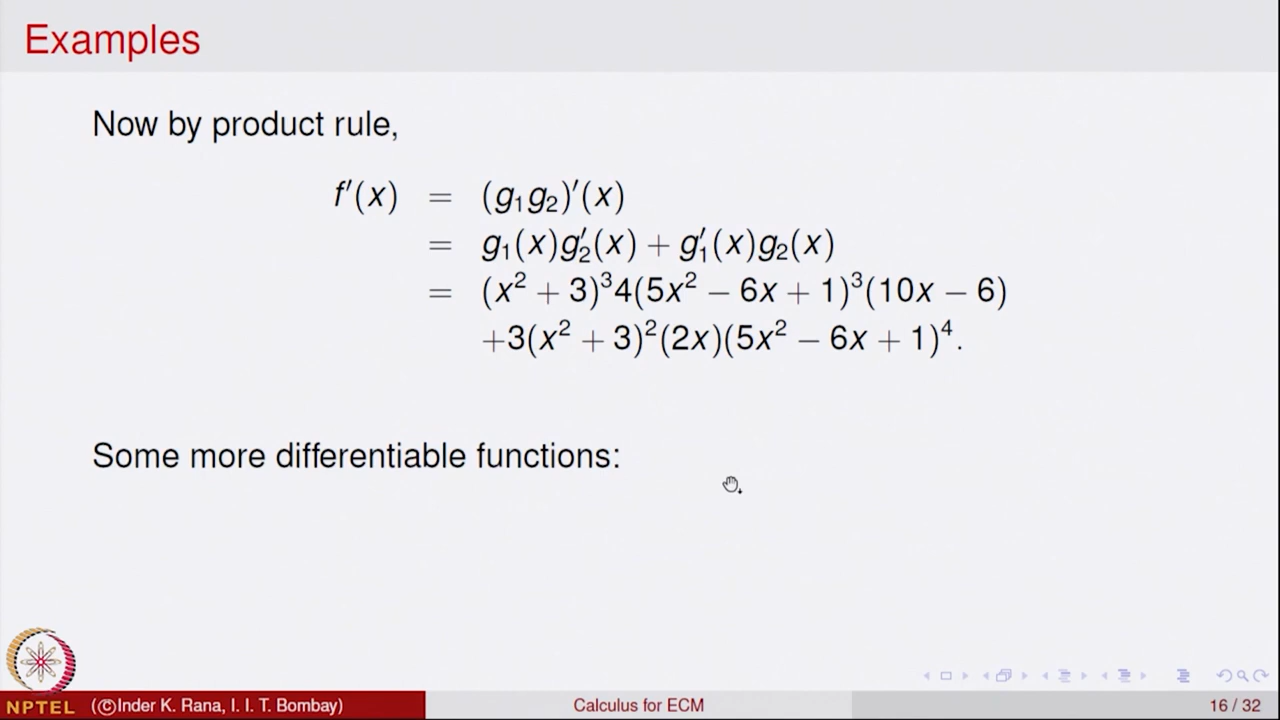 Examples
Now by product rule,
f′(x) = (g₁g₂)′(x)
= g₁(x)g₂′(x) + g₁′(x)g₂(x)
= (x² + 3)³4(5x² − 6x + 1)³(10x − 6)
+3(x² + 3)²(2x)(5x² − 6x + 1)⁴.
Some more differentiable functions:
NPTEL (©Inder K. Rana, I. I. T. Bombay) Calculus for ECM 16 / 32